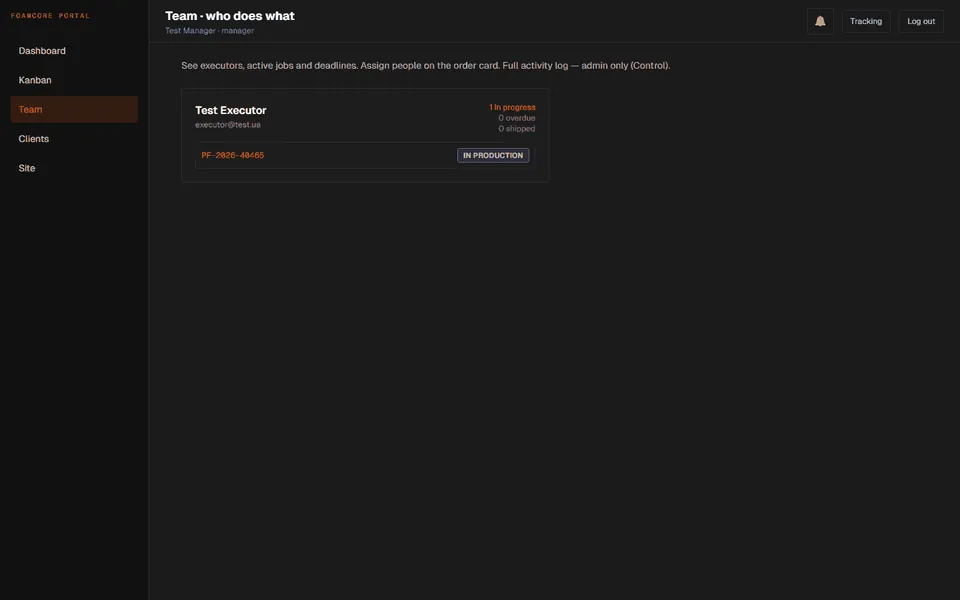 FOAMCORE PORTAL
Dashboard
Kanban
Team
Clients
Site
Team · who does what
Test Manager · manager
Tracking
Log out
See executors, active jobs and deadlines. Assign people on the order card. Full activity log — admin only (Control).
Test Executor
executor@test.ua
1 In progress
0 overdue
0 shipped
PF-2026-40465
IN PRODUCTION